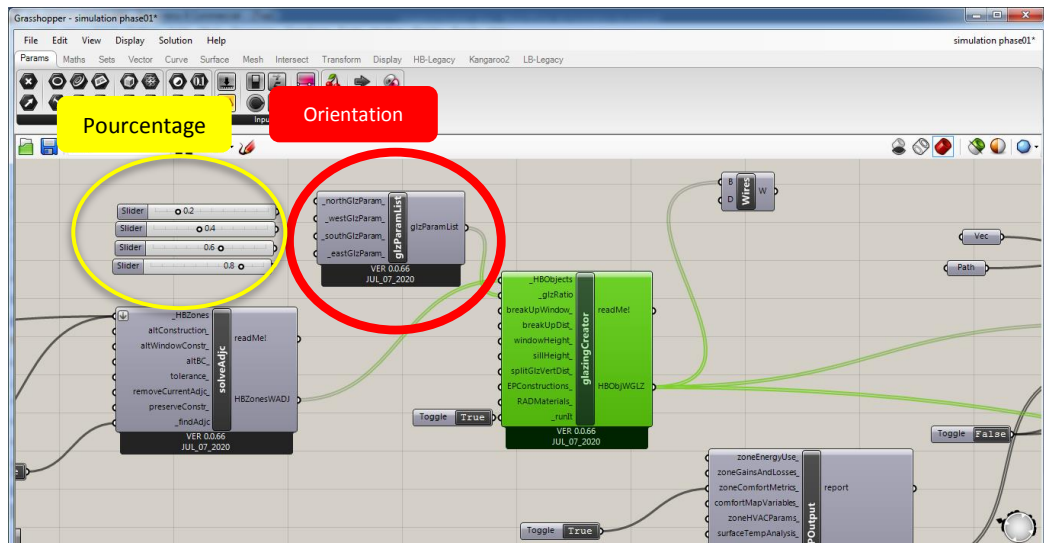 Grasshopper - simulation phase01*
File Edit View Display Solution Help simulation phase01*
Params Maths Sets Vector Curve Surface Mesh Intersect Transform Display HB-Legacy Kangaroo2 LB-Legacy
Pourcentage
Orientation
Inpu
Slider 0.2
Slider 0.4
Slider 0.6
Slider 0.8
_northGlzParam_
_westGlzParam_
_southGlzParam_
_eastGlzParam_
glzParamList
glzParamList
VER 0.0.66
JUL_07_2020
B
D
Wires
W
Vec
Path
_HBObjects
_glzRatio
breakUpWindow_
breakUpDist_
windowHeight_
sillHeight_
splitGlzVertDist_
EPConstructions_
RADMaterials_
_runIt
glazingCreator
readMe!
HBObjWGLZ
VER 0.0.66
JUL_07_2020
_HBZones
altConstruction_
altWindowConstr_
altBC_
tolerance_
removeCurrentAdjc_
preserveConstr_
_findAdjc
solveAdjc
readMe!
HBZonesWADJ
VER 0.0.66
JUL_07_2020
Toggle True
Toggle False
zoneEnergyUse_
zoneGainsAndLosses_
zoneComfortMetrics_
comfortMapVariables_
zoneHVACParams_
surfaceTempAnalysis_
POutput
report
Toggle True